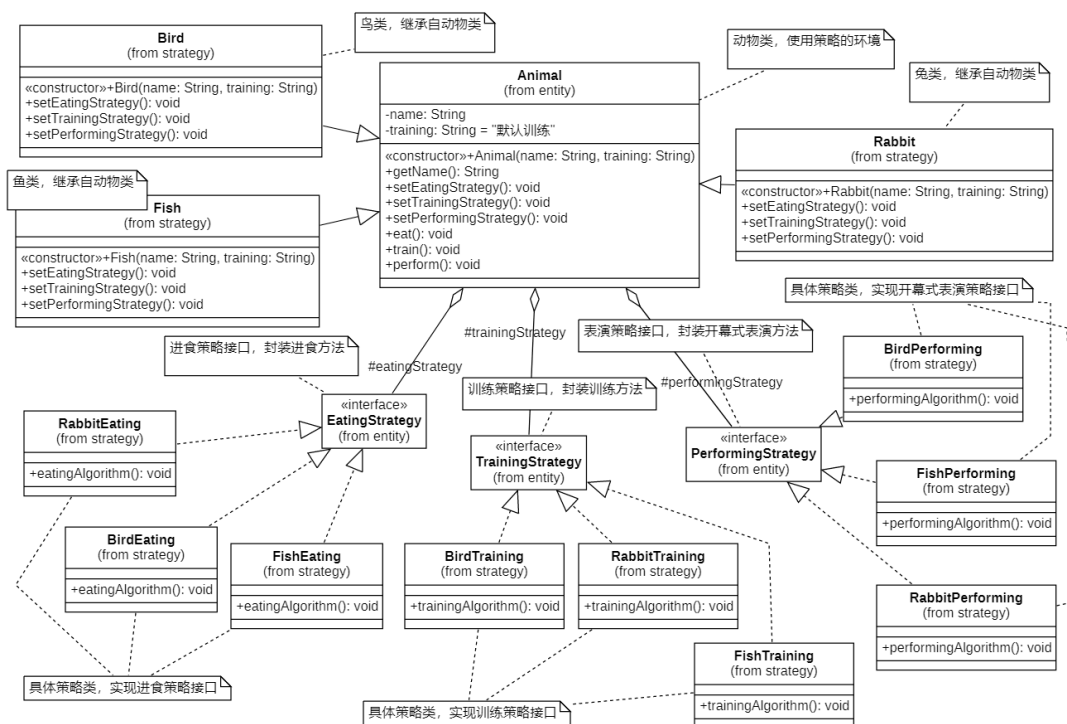 鸟类，继承自动物类
Bird
(from strategy)
«constructor»+Bird(name: String, training: String)
+setEatingStrategy(): void
+setTrainingStrategy(): void
+setPerformingStrategy(): void
动物类，使用策略的环境
Animal
(from entity)
-name: String
-training: String = "默认训练"
«constructor»+Animal(name: String, training: String)
+getName(): String
+setEatingStrategy(): void
+setTrainingStrategy(): void
+setPerformingStrategy(): void
+eat(): void
+train(): void
+perform(): void
兔类，继承自动物类
Rabbit
(from strategy)
«constructor»+Rabbit(name: String, training: String)
+setEatingStrategy(): void
+setTrainingStrategy(): void
+setPerformingStrategy(): void
鱼类，继承自动物类
Fish
(from strategy)
«constructor»+Fish(name: String, training: String)
+setEatingStrategy(): void
+setTrainingStrategy(): void
+setPerformingStrategy(): void
具体策略类，实现开幕式表演策略接口
进食策略接口，封装进食方法
#eatingStrategy
#trainingStrategy
表演策略接口，封装开幕式表演方法
#performingStrategy
训练策略接口，封装训练方法
BirdPerforming
(from strategy)
+performingAlgorithm(): void
«interface»
EatingStrategy
(from entity)
«interface»
TrainingStrategy
(from entity)
«interface»
PerformingStrategy
(from entity)
RabbitEating
(from strategy)
+eatingAlgorithm(): void
FishPerforming
(from strategy)
+performingAlgorithm(): void
BirdEating
(from strategy)
+eatingAlgorithm(): void
FishEating
(from strategy)
+eatingAlgorithm(): void
BirdTraining
(from strategy)
+trainingAlgorithm(): void
RabbitTraining
(from strategy)
+trainingAlgorithm(): void
RabbitPerforming
(from strategy)
+performingAlgorithm(): void
FishTraining
(from strategy)
+trainingAlgorithm(): void
具体策略类，实现进食策略接口
具体策略类，实现训练策略接口